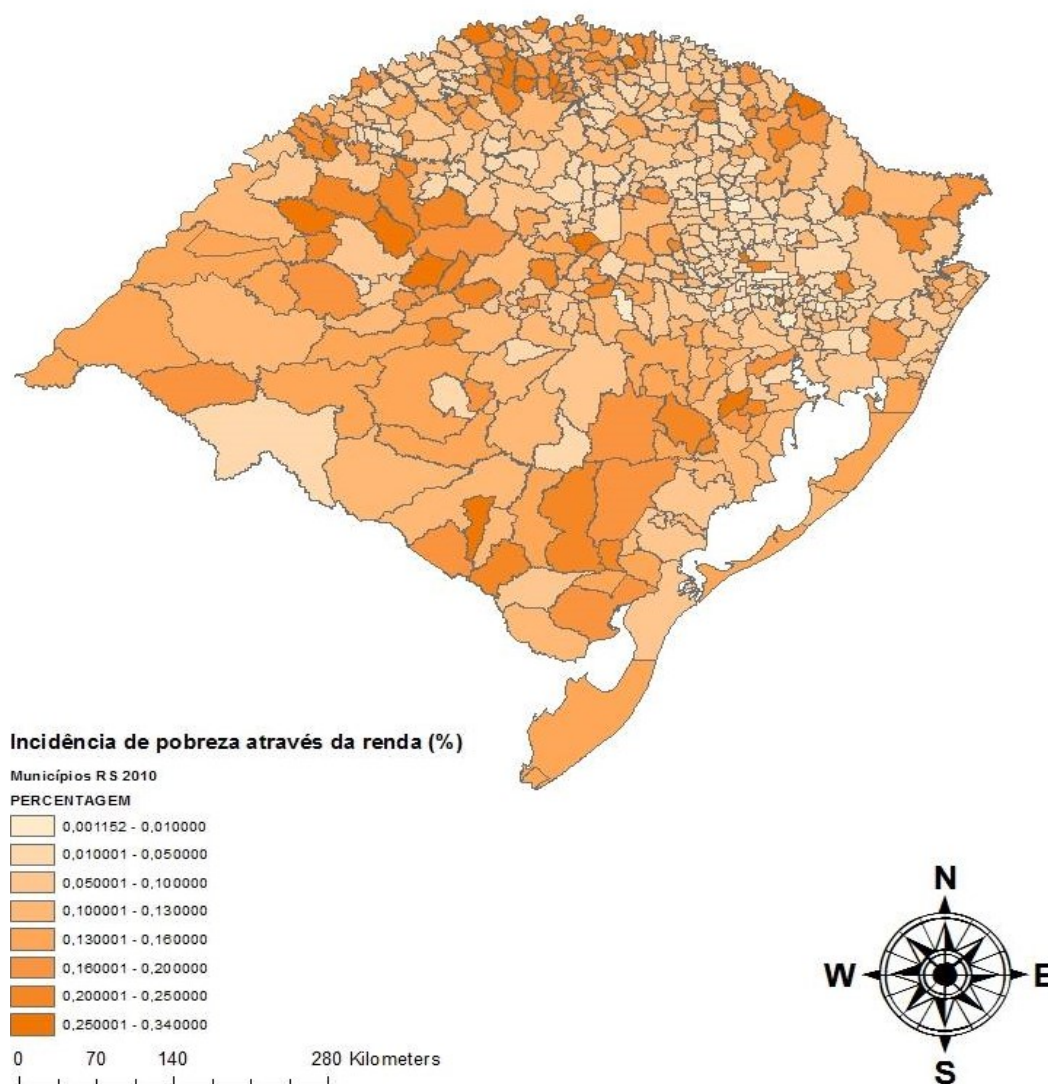 Incidência de pobreza através da renda (%)
Municípios RS 2010
PERCENTAGEM
0,001152 - 0,010000
0,010001 - 0,050000
0,050001 - 0,100000
0,100001 - 0,130000
0,130001 - 0,160000
0,160001 - 0,200000
0,200001 - 0,250000
0,250001 - 0,340000
0 70 140 280 Kilometers
N
W E
S